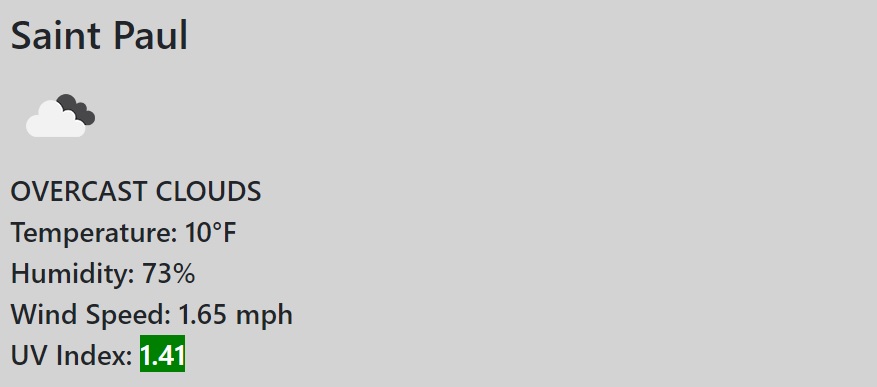 Saint Paul
OVERCAST CLOUDS
Temperature: 10°F
Humidity: 73%
Wind Speed: 1.65 mph
UV Index: 1.41